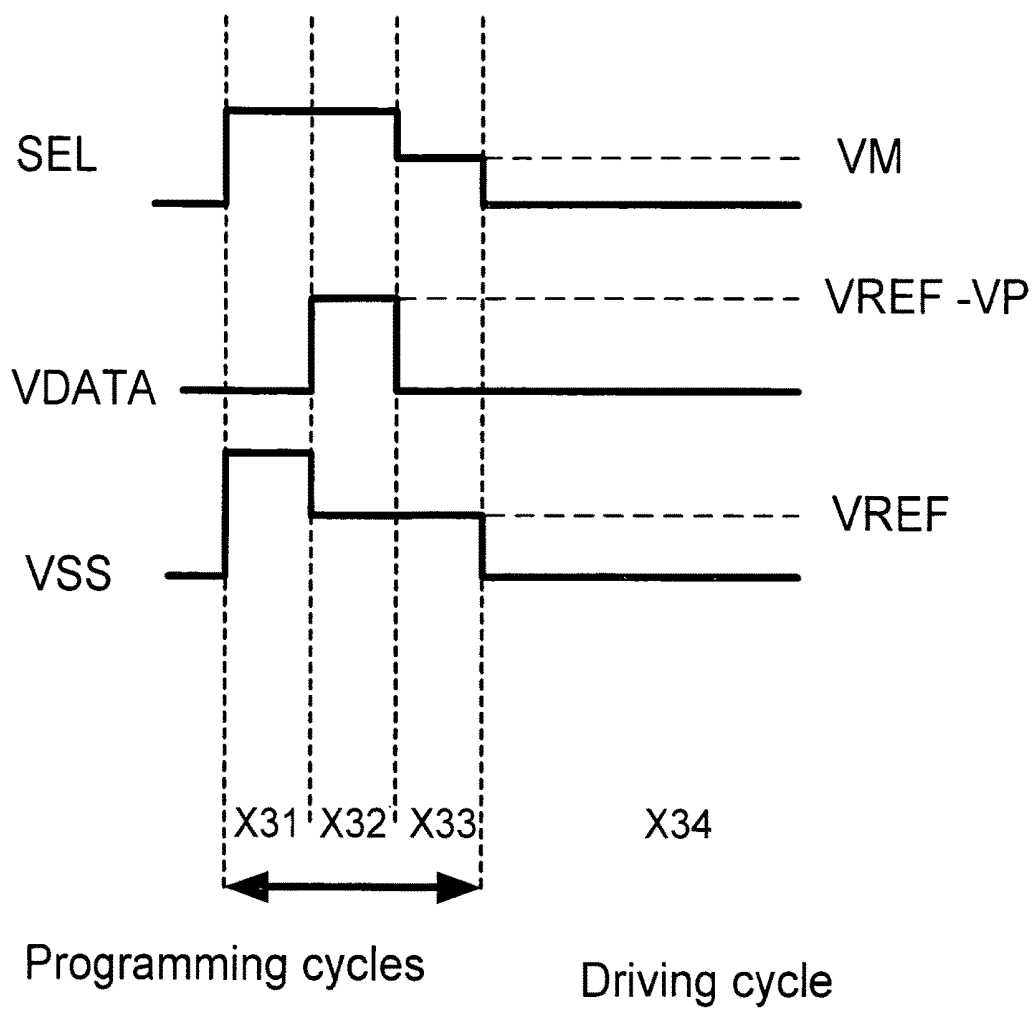 SEL
VM
VREF -VP
VDATA
VREF
VSS
X31 X32 X33 X34
Programming cycles
Driving cycle